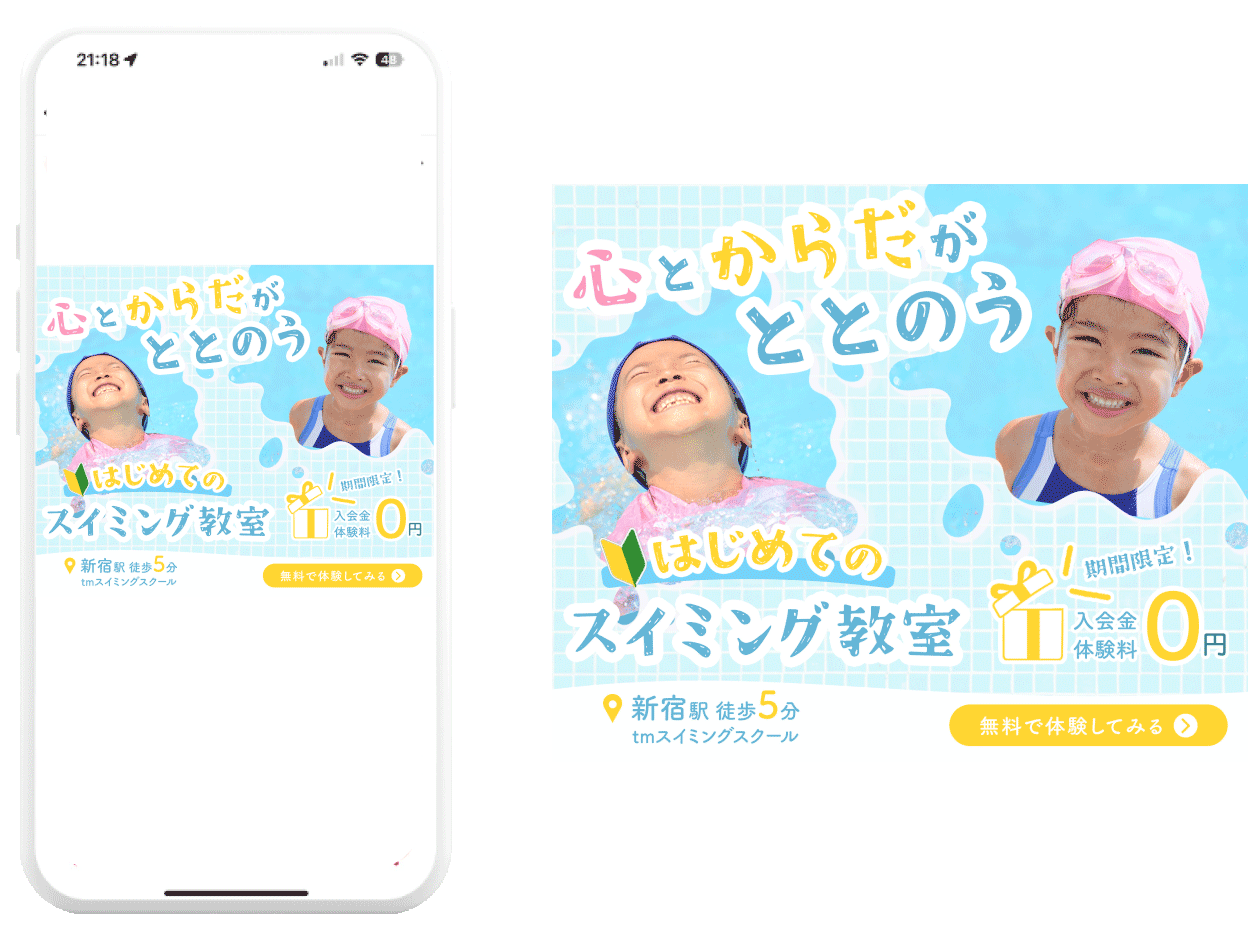 21:18
48
心とからだが
ととのう
はじめての
スイミング教室
期間限定！
入会金
体験料
0円
新宿駅 徒歩5分
tmスイミングスクール
無料で体験してみる
心とからだが
ととのう
はじめての
スイミング教室
期間限定！
入会金
体験料
0円
新宿駅 徒歩5分
tmスイミングスクール
無料で体験してみる